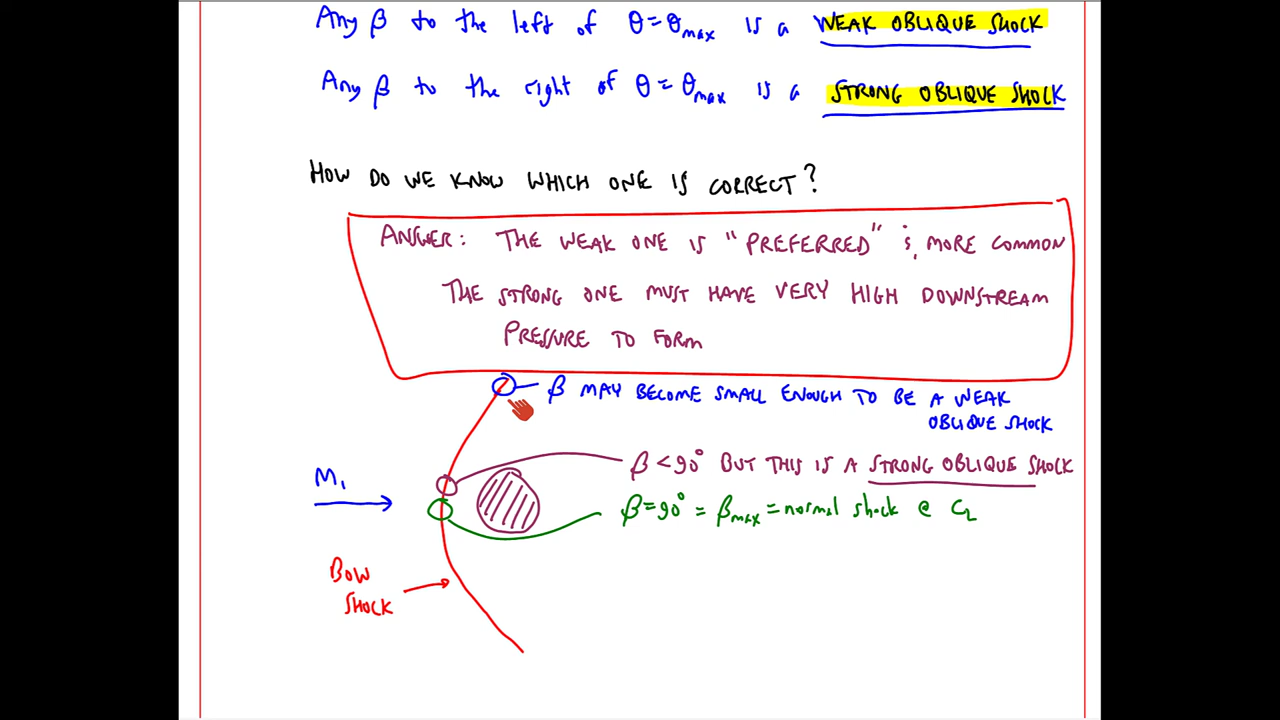 Any β to the left of θ = θmax is a WEAK OBLIQUE SHOCK
Any β to the right of θ = θmax is a STRONG OBLIQUE SHOCK
HOW DO WE KNOW WHICH ONE IS CORRECT?
ANSWER: THE WEAK ONE IS "PREFERRED" i, MORE COMMON
THE STRONG ONE MUST HAVE VERY HIGH DOWNSTREAM
PRESSURE TO FORM
β MAY BECOME SMALL ENOUGH TO BE A WEAK
OBLIQUE SHOCK
β < 90° BUT THIS IS A STRONG OBLIQUE SHOCK
M1
β = 90° = βmax = normal shock @ CL
BOW
SHOCK